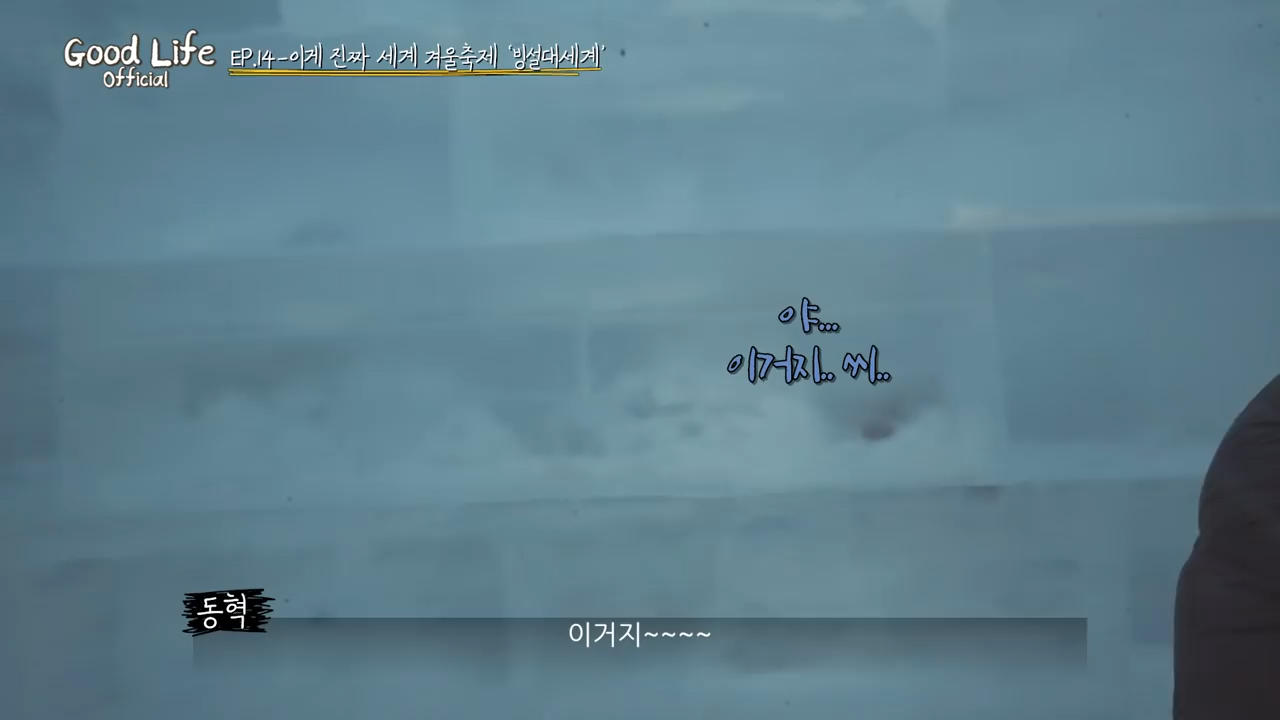 Good Life
Official
EP.14-이게 진짜 세계 겨울축제 '빙설대세계'
야...
이거지.. 씨..
동혁
이거지~~~~